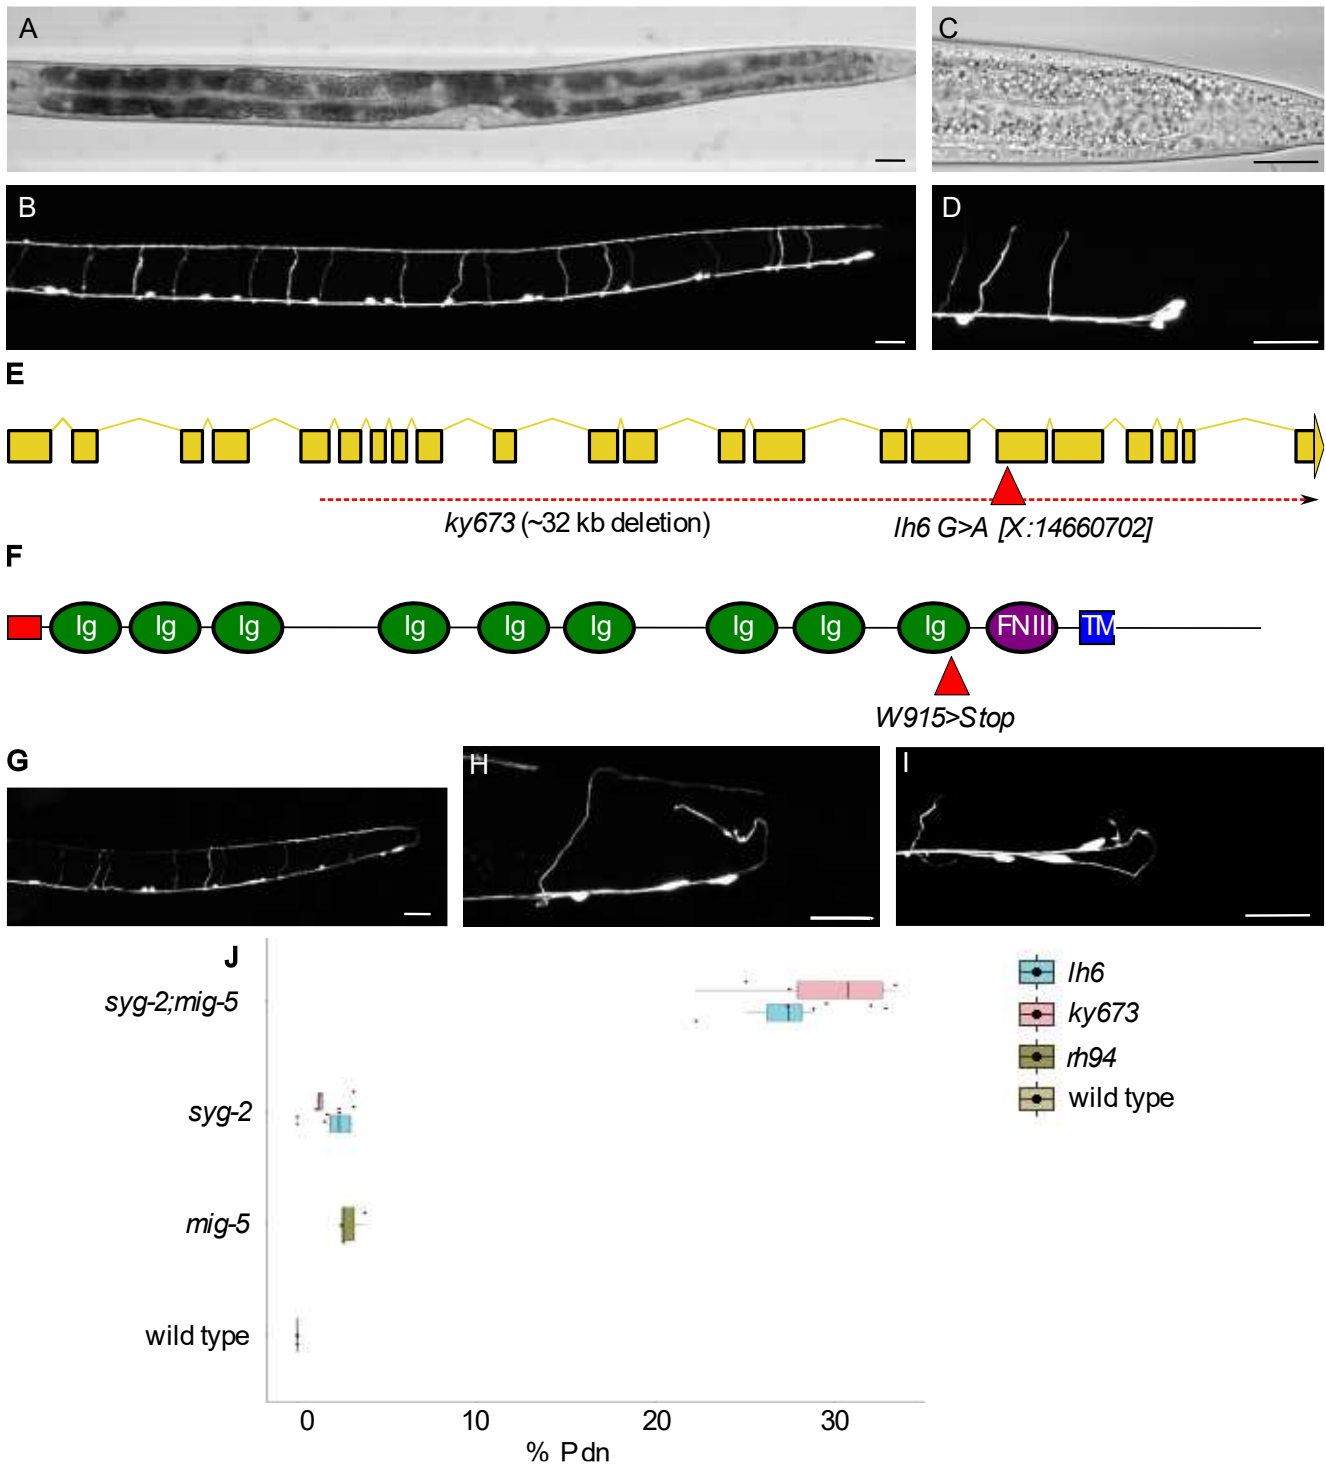 A
C
B
D
E
ky673 (~32 kb deletion)
lh6 G>A [X:14660702]
F
Ig Ig Ig Ig Ig Ig Ig Ig Ig FNIII TM
W915>Stop
G
H
I
J
syg-2;mig-5
syg-2
mig-5
wild type
0 10 20 30
% Pdn
lh6
ky673
rh94
wild type